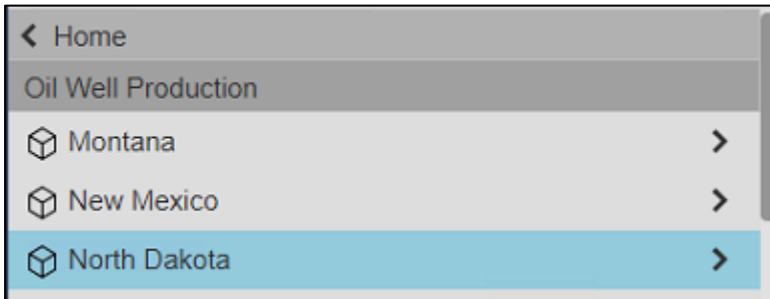 Home
Oil Well Production
Montana
New Mexico
North Dakota